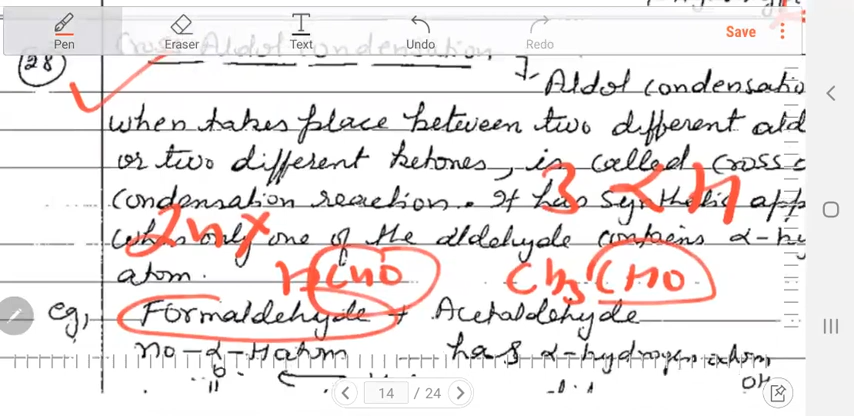 Pen Eraser Text Undo Redo Save
28 Cross Aldol condensation :-
Aldol condensatio
when takes place between two different ald
or two different ketones, is called cross a
condensation reaction. It has synthetic app
when only one of the aldehyde contains α-hy
atom.
3 αH
HCHO CH3CHO
eg, Formaldehyde + Acetaldehyde
no-α-H atom has α-hydrogen atom,
OH
14 / 24